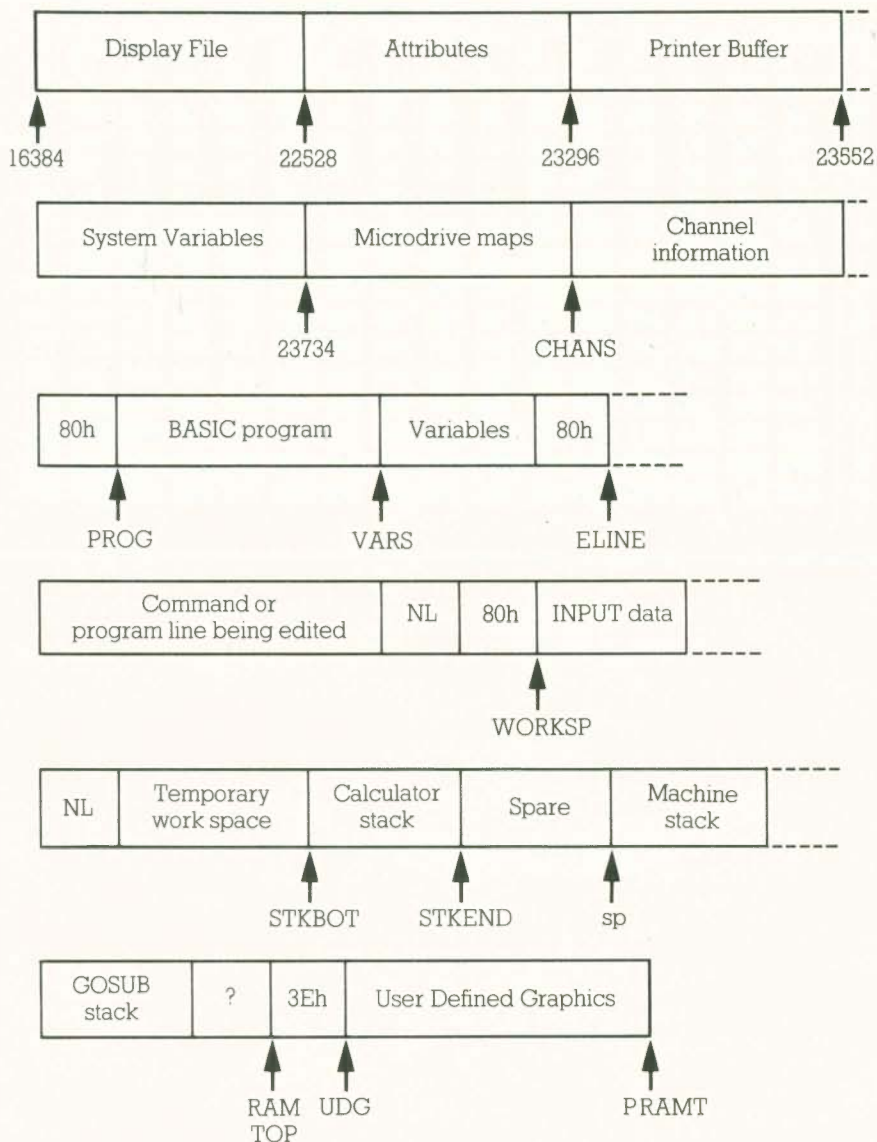 Display File Attributes Printer Buffer
16384 22528 23296 23552
System Variables Microdrive maps Channel information
23734 CHANS
80h BASIC program Variables 80h
PROG VARS ELINE
Command or program line being edited NL 80h INPUT data
WORKSP
NL Temporary work space Calculator stack Spare Machine stack
STKBOT STKEND sp
GOSUB stack ? 3Eh User Defined Graphics
RAM TOP UDG PRAMT